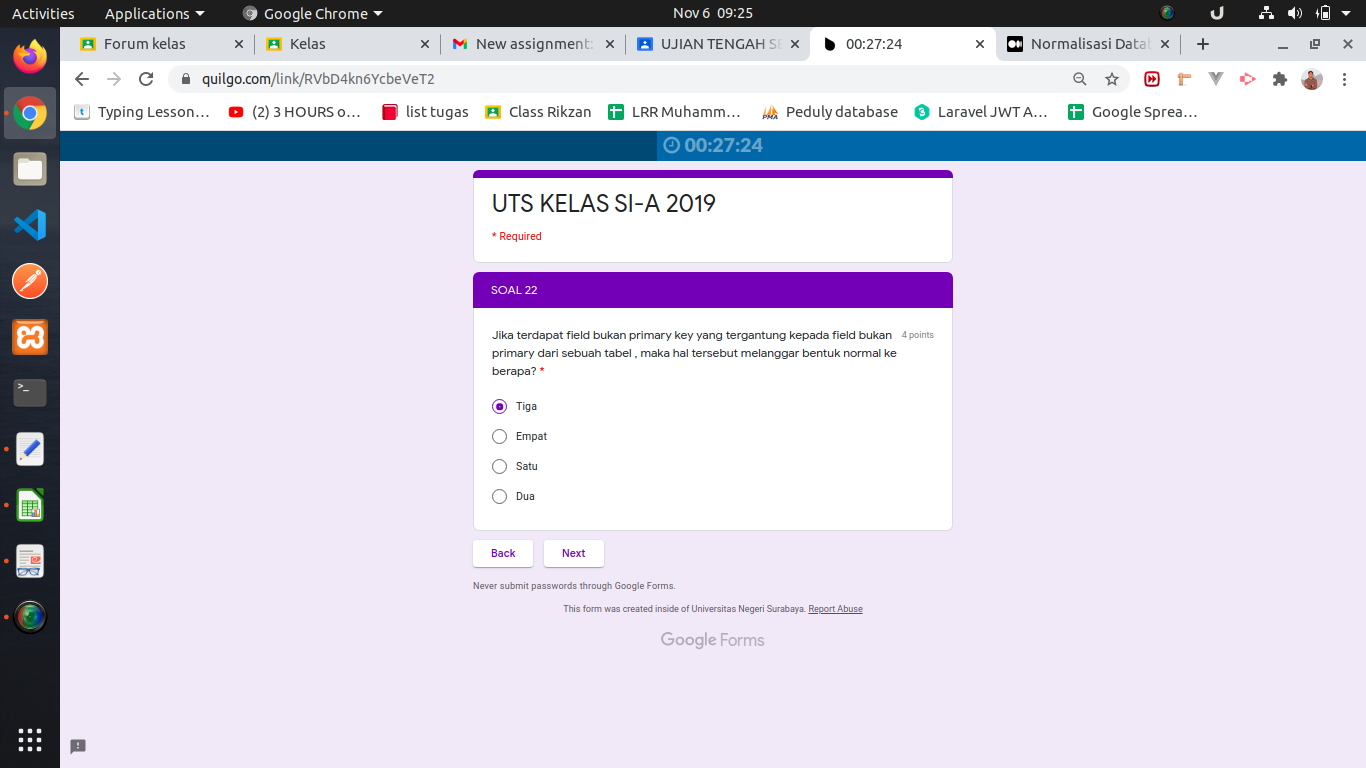 Activities Applications Google Chrome Nov 6 09:25
Forum kelas Kelas New assignment: UJIAN TENGAH SE 00:27:24 Normalisasi Datab
quilgo.com/link/RVbD4kn6YcbeVeT2
Typing Lesson… (2) 3 HOURS o… list tugas Class Rikzan LRR Muhamm… Peduly database Laravel JWT A… Google Sprea…
00:27:24
UTS KELAS SI-A 2019
* Required
SOAL 22
Jika terdapat field bukan primary key yang tergantung kepada field bukan 4 points
primary dari sebuah tabel , maka hal tersebut melanggar bentuk normal ke
berapa? *
Tiga
Empat
Satu
Dua
Back Next
Never submit passwords through Google Forms.
This form was created inside of Universitas Negeri Surabaya. Report Abuse
Google Forms